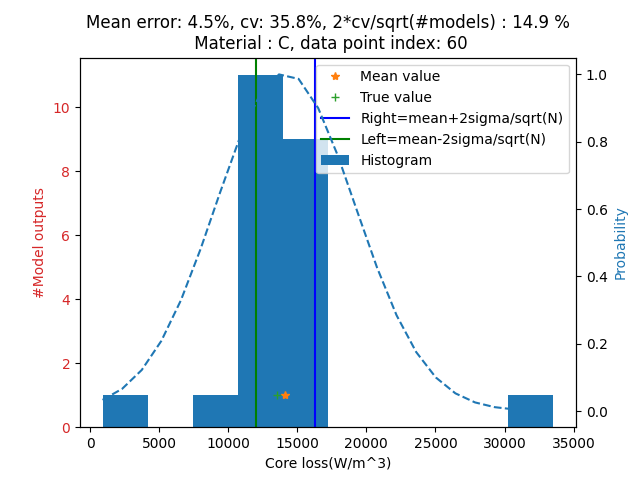 Mean error: 4.5%, cv: 35.8%, 2*cv/sqrt(#models) : 14.9 %
Material : C, data point index: 60
Mean value
True value
Right=mean+2sigma/sqrt(N)
Left=mean-2sigma/sqrt(N)
Histogram
#Model outputs
10
8
6
4
2
0
1.0
0.8
0.6
0.4
0.2
0.0
Probability
0 5000 10000 15000 20000 25000 30000 35000
Core loss(W/m^3)